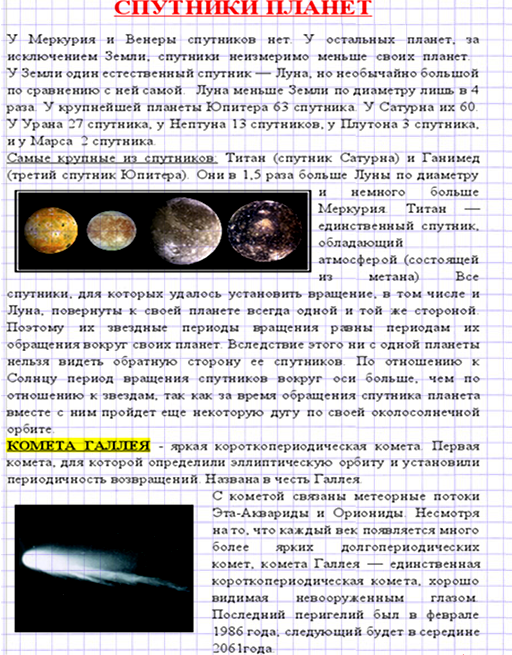 СПУТНИКИ ПЛАНЕТ
У Меркурия и Венеры спутников нет. У остальных планет, за
исключением Земли, спутники неизмеримо меньше своих планет.
У Земли один естественный спутник — Луна, но необычайно большой
по сравнению с ней самой. Луна меньше Земли по диаметру лишь в 4
раза. У крупнейшей планеты Юпитера 63 спутника. У Сатурна их 60.
У Урана 27 спутника, у Нептуна 13 спутников, у Плутона 3 спутника,
и у Марса 2 спутника.
Самые крупные из спутников: Титан (спутник Сатурна) и Ганимед
(третий спутник Юпитера). Они в 1,5 раза больше Луны по диаметру
и немного больше
Меркурия. Титан —
единственный спутник,
обладающий
атмосферой (состоящей
из метана). Все
спутники, для которых удалось установить вращение, в том числе и
Луна, повернуты к своей планете всегда одной и той же стороной.
Поэтому их звездные периоды вращения равны периодам их
обращения вокруг своих планет. Вследствие этого ни с одной планеты
нельзя видеть обратную сторону ее спутников. По отношению к
Солнцу период вращения спутников вокруг оси больше, чем по
отношению к звездам, так как за время обращения спутника планета
вместе с ним пройдет еще некоторую дугу по своей околосолнечной
орбите.
КОМЕТА ГАЛЛЕЯ - яркая короткопериодическая комета. Первая
комета, для которой определили эллиптическую орбиту и установили
периодичность возвращений. Названа в честь Галлея.
С кометой связаны метеорные потоки
Эта-Аквариды и Ориониды. Несмотря
на то, что каждый век появляется много
более ярких долгопериодических
комет, комета Галлея — единственная
короткопериодическая комета, хорошо
видимая невооруженным глазом.
Последний перигелий был в феврале
1986 года, следующий будет в середине
2061года.